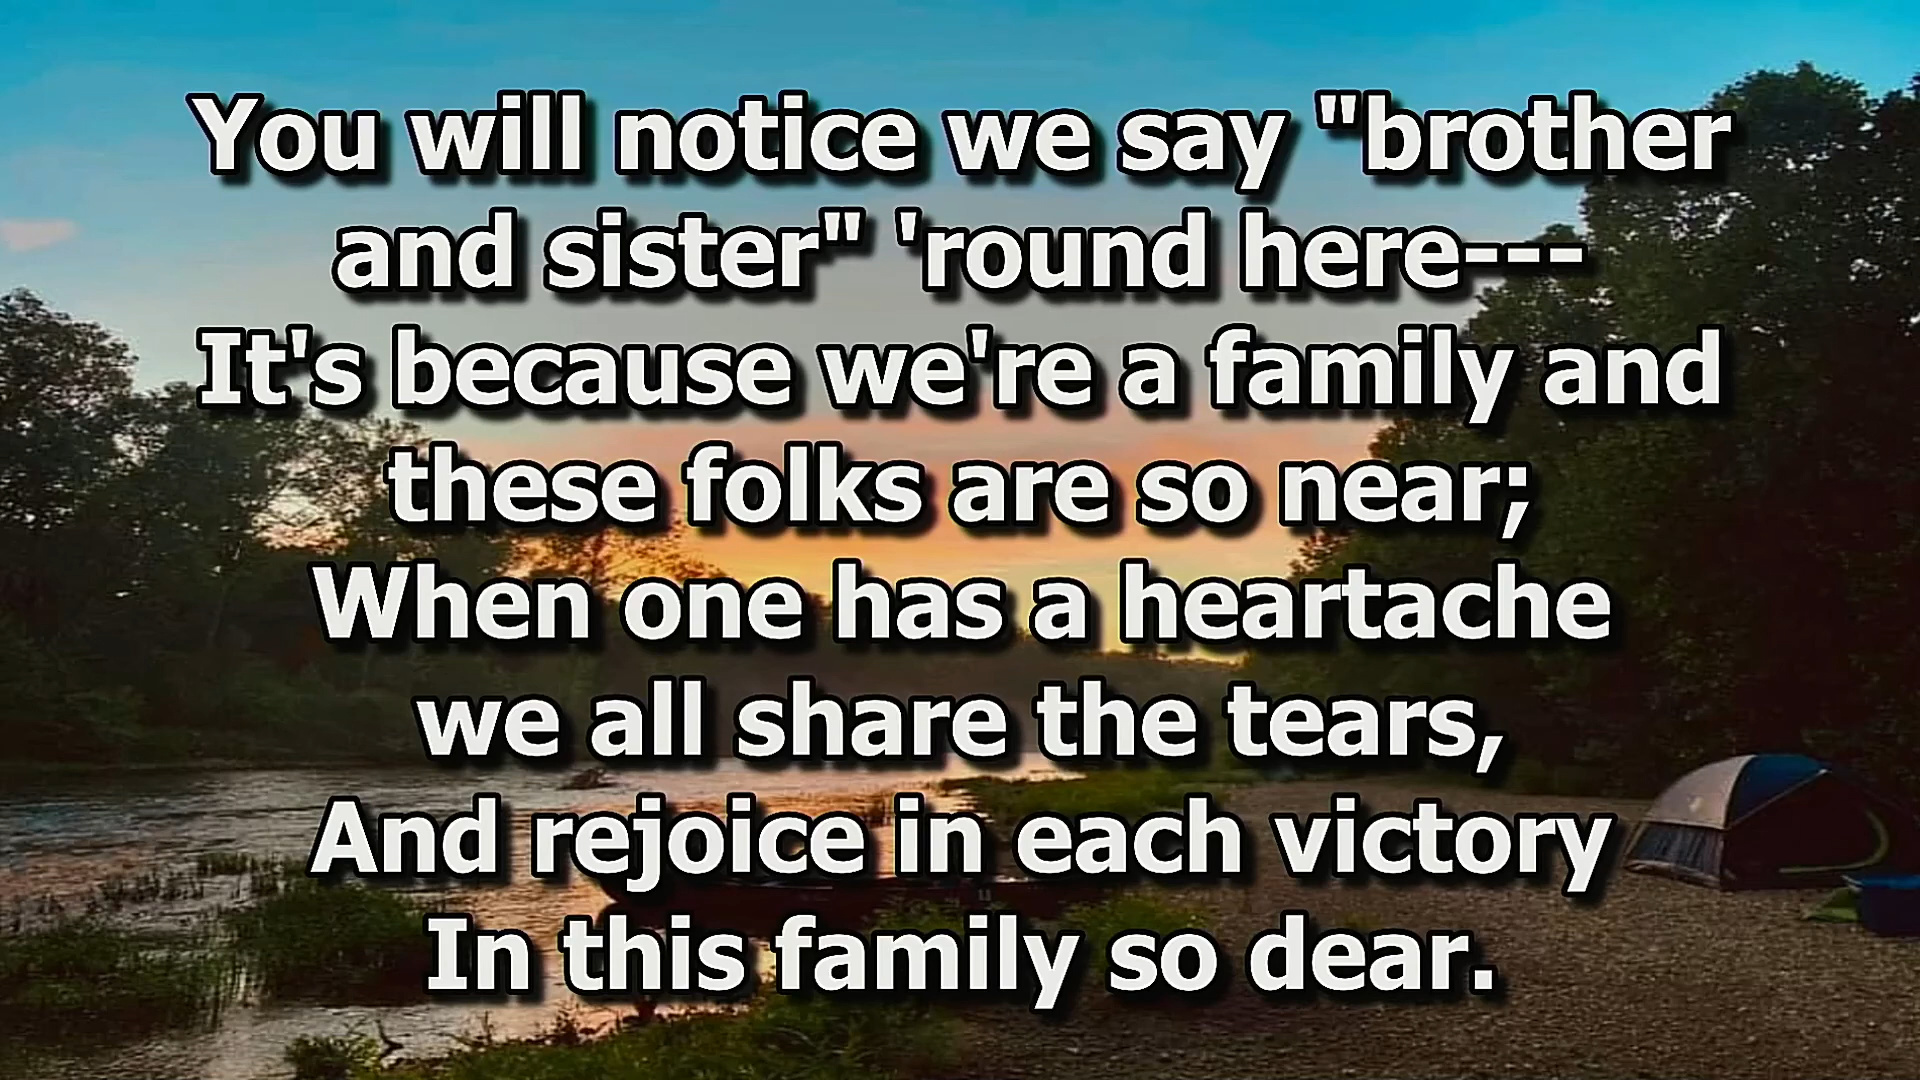 You will notice we say "brother
and sister" 'round here---
It's because we're a family and
these folks are so near;
When one has a heartache
we all share the tears,
And rejoice in each victory
In this family so dear.